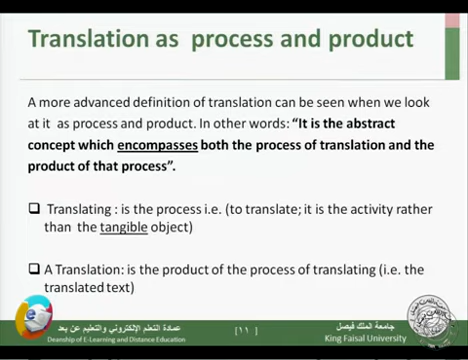 Translation as process and product
A more advanced definition of translation can be seen when we look
at it as process and product. In other words: “It is the abstract
concept which encompasses both the process of translation and the
product of that process”.
❑ Translating : is the process i.e. (to translate; it is the activity rather
than the tangible object)
❑ A Translation: is the product of the process of translating (i.e. the
translated text)
عمادة التعلم الإلكتروني والتعليم عن بعد
Deanship of E-Learning and Distance Education
[ ١١ ]
جامعة الملك فيصل
King Faisal University